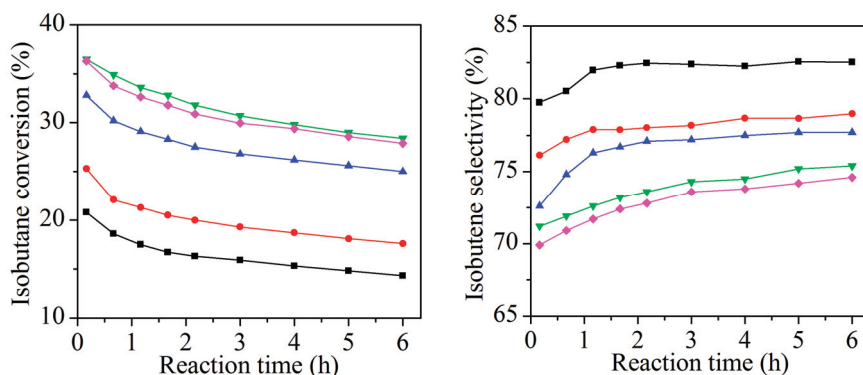 Isobutane conversion (%)
40
30
20
10
0 1 2 3 4 5 6
Reaction time (h)
Isobutene selectivity (%)
85
80
75
70
65
0 1 2 3 4 5 6
Reaction time (h)